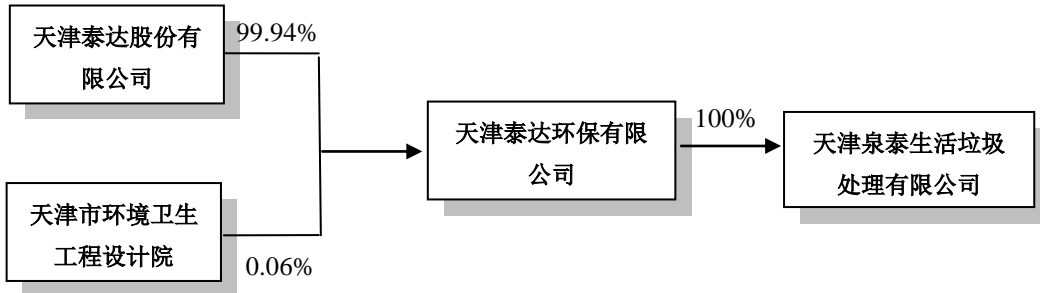 天津泰达股份有
限公司
99.94%
天津市环境卫生
工程设计院
0.06%
天津泰达环保有限
公司
100%
天津泉泰生活垃圾
处理有限公司